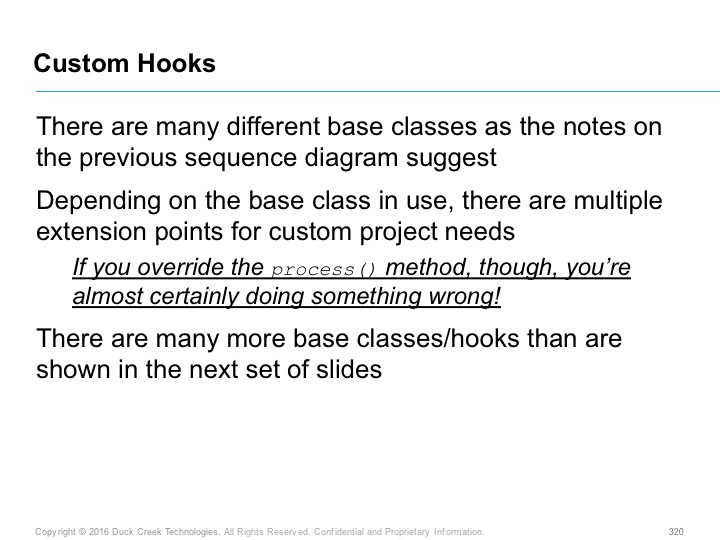 Custom Hooks
There are many different base classes as the notes on
the previous sequence diagram suggest
Depending on the base class in use, there are multiple
extension points for custom project needs
If you override the process() method, though, you’re
almost certainly doing something wrong!
There are many more base classes/hooks than are
shown in the next set of slides
Copyright © 2016 Duck Creek Technologies. All Rights Reserved. Confidential and Proprietary Information.
320